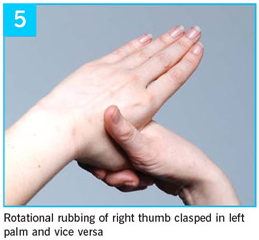 5
Rotational rubbing of right thumb clasped in left
palm and vice versa